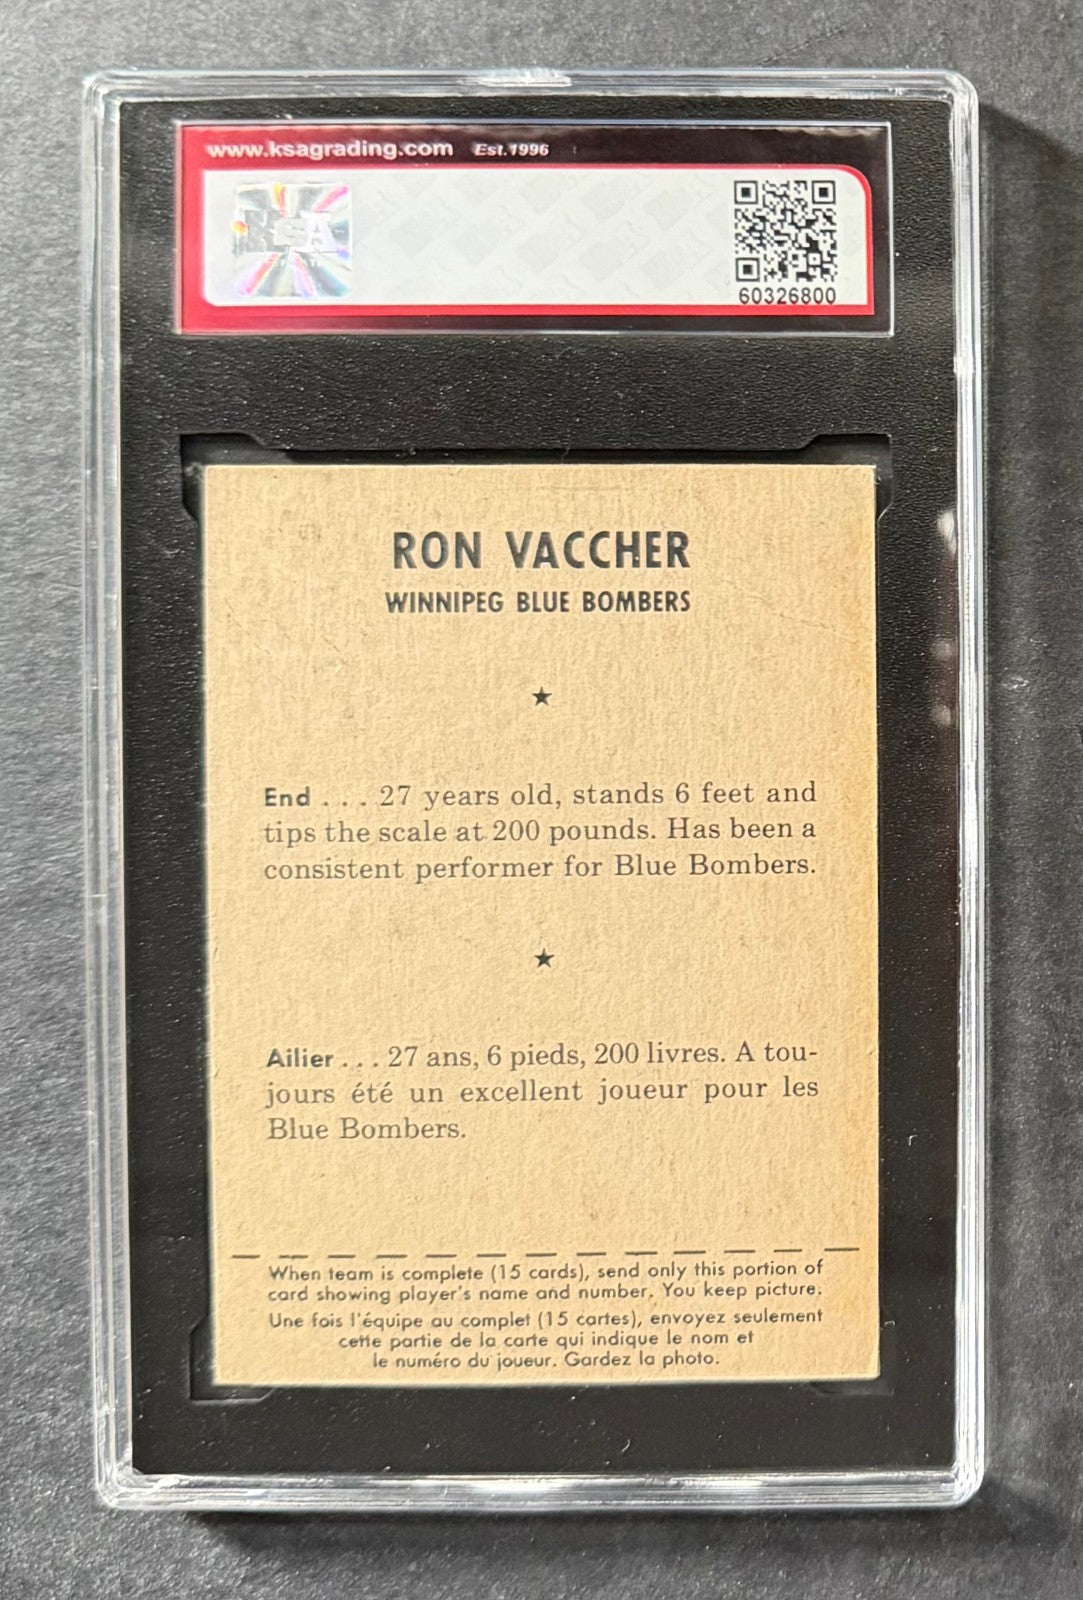 www.ksagrading.com Est.1996
KSA
60326800
RON VACCHER
WINNIPEG BLUE BOMBERS
★
End . . . 27 years old, stands 6 feet and
tips the scale at 200 pounds. Has been a
consistent performer for Blue Bombers.
★
Ailier . . . 27 ans, 6 pieds, 200 livres. A tou-
jours été un excellent joueur pour les
Blue Bombers.
When team is complete (15 cards), send only this portion of
card showing player's name and number. You keep picture.
Une fois l'équipe au complet (15 cartes), envoyez seulement
cette partie de la carte qui indique le nom et
le numéro du joueur. Gardez la photo.